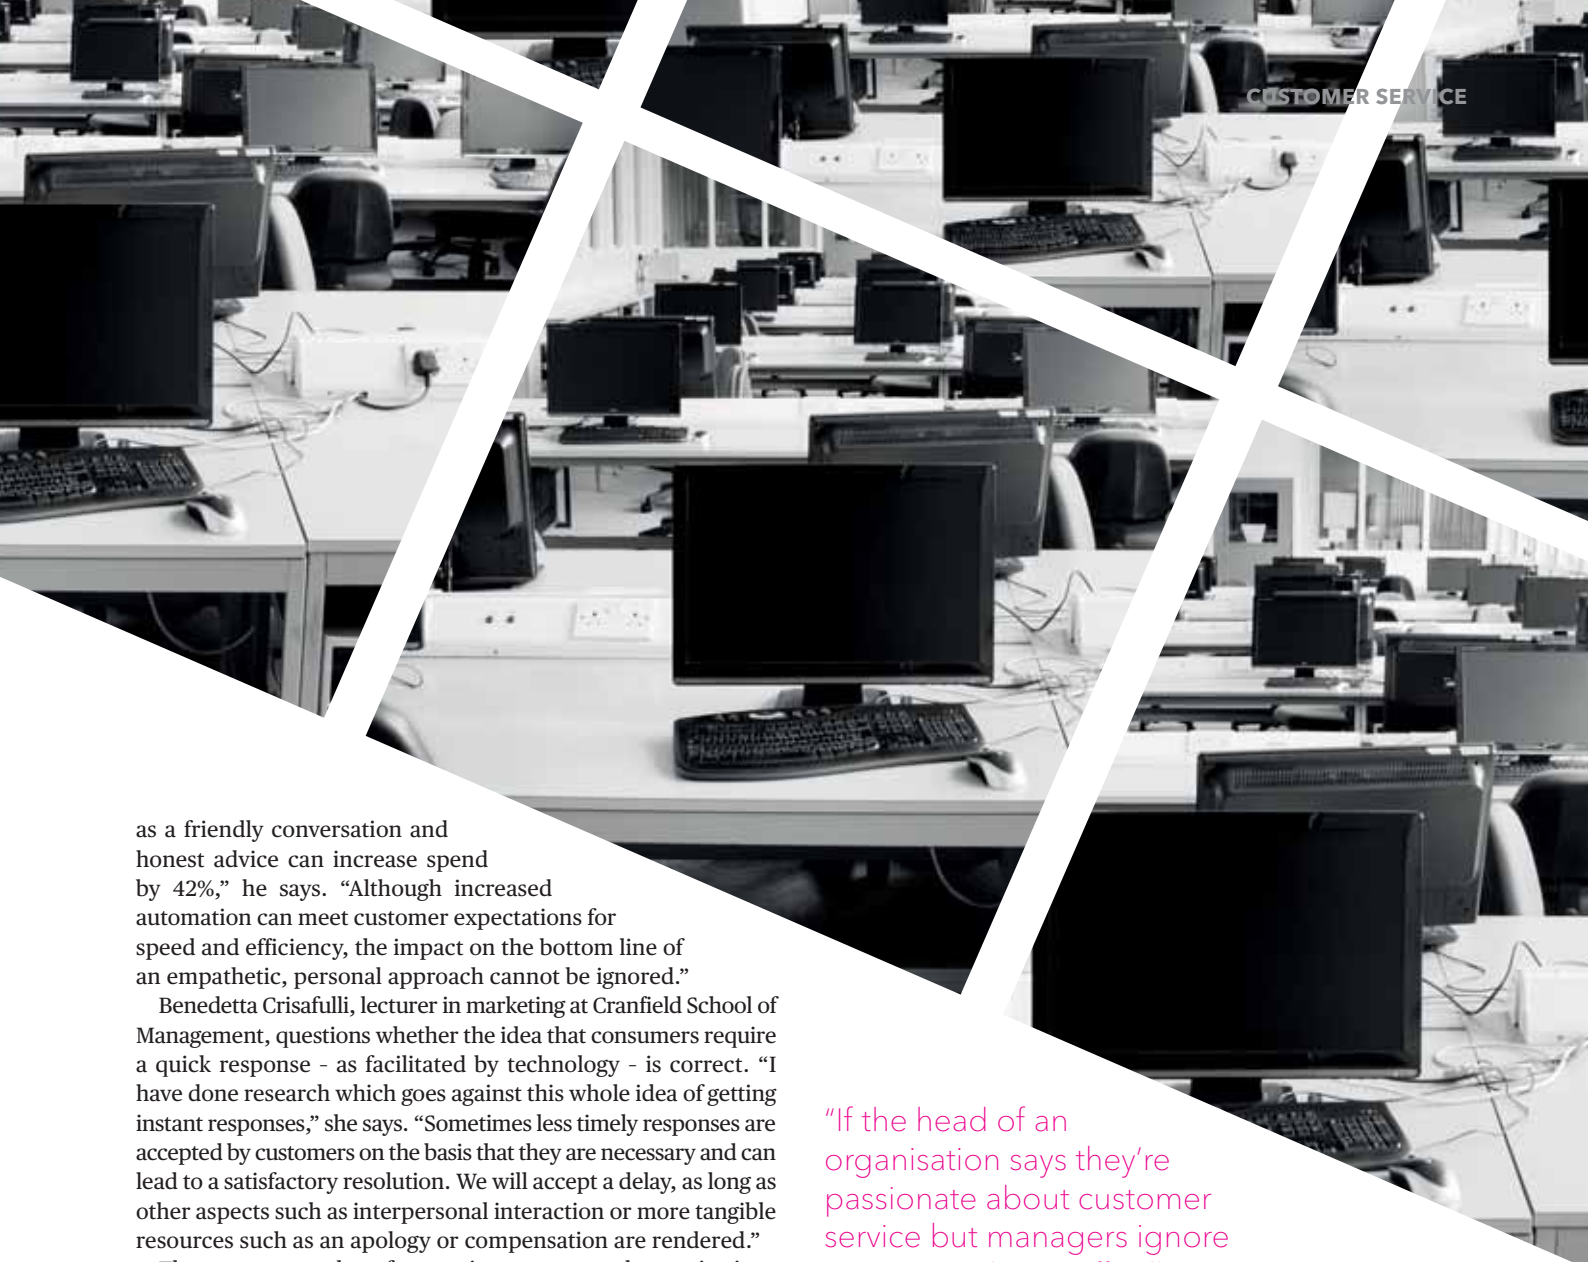 CUSTOMER SERVICE
as a friendly conversation and
honest advice can increase spend
by 42%,” he says. “Although increased
automation can meet customer expectations for
speed and efficiency, the impact on the bottom line of
an empathetic, personal approach cannot be ignored.”
Benedetta Crisafulli, lecturer in marketing at Cranfield School of
Management, questions whether the idea that consumers require
a quick response – as facilitated by technology – is correct. “I
have done research which goes against this whole idea of getting
instant responses,” she says. “Sometimes less timely responses are
accepted by customers on the basis that they are necessary and can
lead to a satisfactory resolution. We will accept a delay, as long as
other aspects such as interpersonal interaction or more tangible
resources such as an apology or compensation are rendered.”
“If the head of an
organisation says they’re
passionate about customer
service but managers ignore